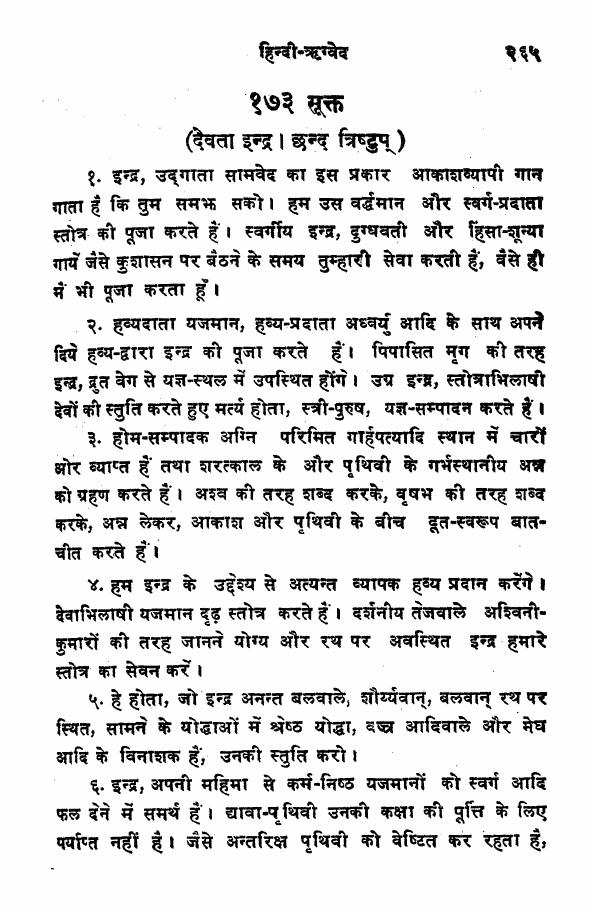 हिन्दी-ऋग्वेद २६५
१७३ सूक्त
(देवता इन्द्र। छन्द त्रिष्टुप्)
१. इन्द्र, उद्‌गाता सामवेद का इस प्रकार आकाशव्यापी गान
गाता है कि तुम समझ सको। हम उस वर्द्धमान और स्वर्ग-प्रदाता
स्तोत्र की पूजा करते हैं। स्वर्गीय इन्द्र, दुग्धवती और हिंसा-शून्या
गायें जैसे कुशासन पर बैठने के समय तुम्हारी सेवा करती हैं, वैसे ही
मैं भी पूजा करता हूँ।
२. हव्यदाता यजमान, हव्य-प्रदाता अध्वर्यु आदि के साथ अपने
दिये हव्य-द्वारा इन्द्र की पूजा करते हैं। पिपासित मृग की तरह
इन्द्र, द्रुत वेग से यज्ञ-स्थल में उपस्थित होंगे। उग्र इन्द्र, स्तोत्राभिलाषी
देवों की स्तुति करते हुए मर्त्य होता, स्त्री-पुरुष, यज्ञ-सम्पादन करते हैं।
३. होम-सम्पादक अग्नि परिमित गार्हपत्यादि स्थान में चारों
ओर व्याप्त हैं तथा शरत्काल के और पृथिवी के गर्भस्थानीय अन्न
को ग्रहण करते हैं। अश्व की तरह शब्द करके, वृषभ की तरह शब्द
करके, अन्न लेकर, आकाश और पृथिवी के बीच दूत-स्वरूप बात-
चीत करते हैं।
४. हम इन्द्र के उद्देश्य से अत्यन्त व्यापक हव्य प्रदान करेंगे।
देवाभिलाषी यजमान दृढ़ स्तोत्र करते हैं। दर्शनीय तेजवाले अश्विनी-
कुमारों की तरह जानने योग्य और रथ पर अवस्थित इन्द्र हमारे
स्तोत्र का सेवन करें।
५. हे होता, जो इन्द्र अनन्त बलवाले, शौर्य्यवान्, बलवान् रथ पर
स्थित, सामने के योद्धाओं में श्रेष्ठ योद्धा, वज्र आदिवाले और मेघ
आदि के विनाशक हैं, उनकी स्तुति करो।
६. इन्द्र, अपनी महिमा से कर्म-निष्ठ यजमानों को स्वर्ग आदि
फल देने में समर्थ हैं। द्यावा-पृथिवी उनकी कक्षा की पूर्त्ति के लिए
पर्याप्त नहीं है। जैसे अन्तरिक्ष पृथिवी को वेष्टित कर रहता है,